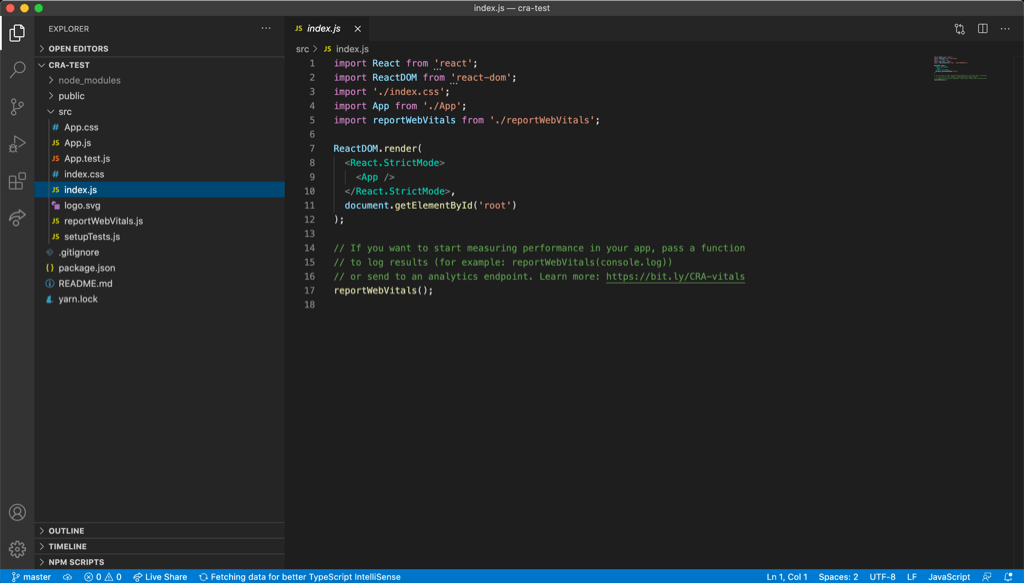 index.js — cra-test
EXPLORER
OPEN EDITORS
CRA-TEST
node_modules
public
src
# App.css
JS App.js
JS App.test.js
# index.css
JS index.js
logo.svg
JS reportWebVitals.js
JS setupTests.js
.gitignore
{} package.json
README.md
yarn.lock
OUTLINE
TIMELINE
NPM SCRIPTS
JS index.js
src > JS index.js
1 import React from 'react';
2 import ReactDOM from 'react-dom';
3 import './index.css';
4 import App from './App';
5 import reportWebVitals from './reportWebVitals';
6
7 ReactDOM.render(
8 <React.StrictMode>
9 <App />
10 </React.StrictMode>,
11 document.getElementById('root')
12 );
13
14 // If you want to start measuring performance in your app, pass a function
15 // to log results (for example: reportWebVitals(console.log))
16 // or send to an analytics endpoint. Learn more: https://bit.ly/CRA-vitals
17 reportWebVitals();
18
master 0 0 Live Share Fetching data for better TypeScript IntelliSense Ln 1, Col 1 Spaces: 2 UTF-8 LF JavaScript